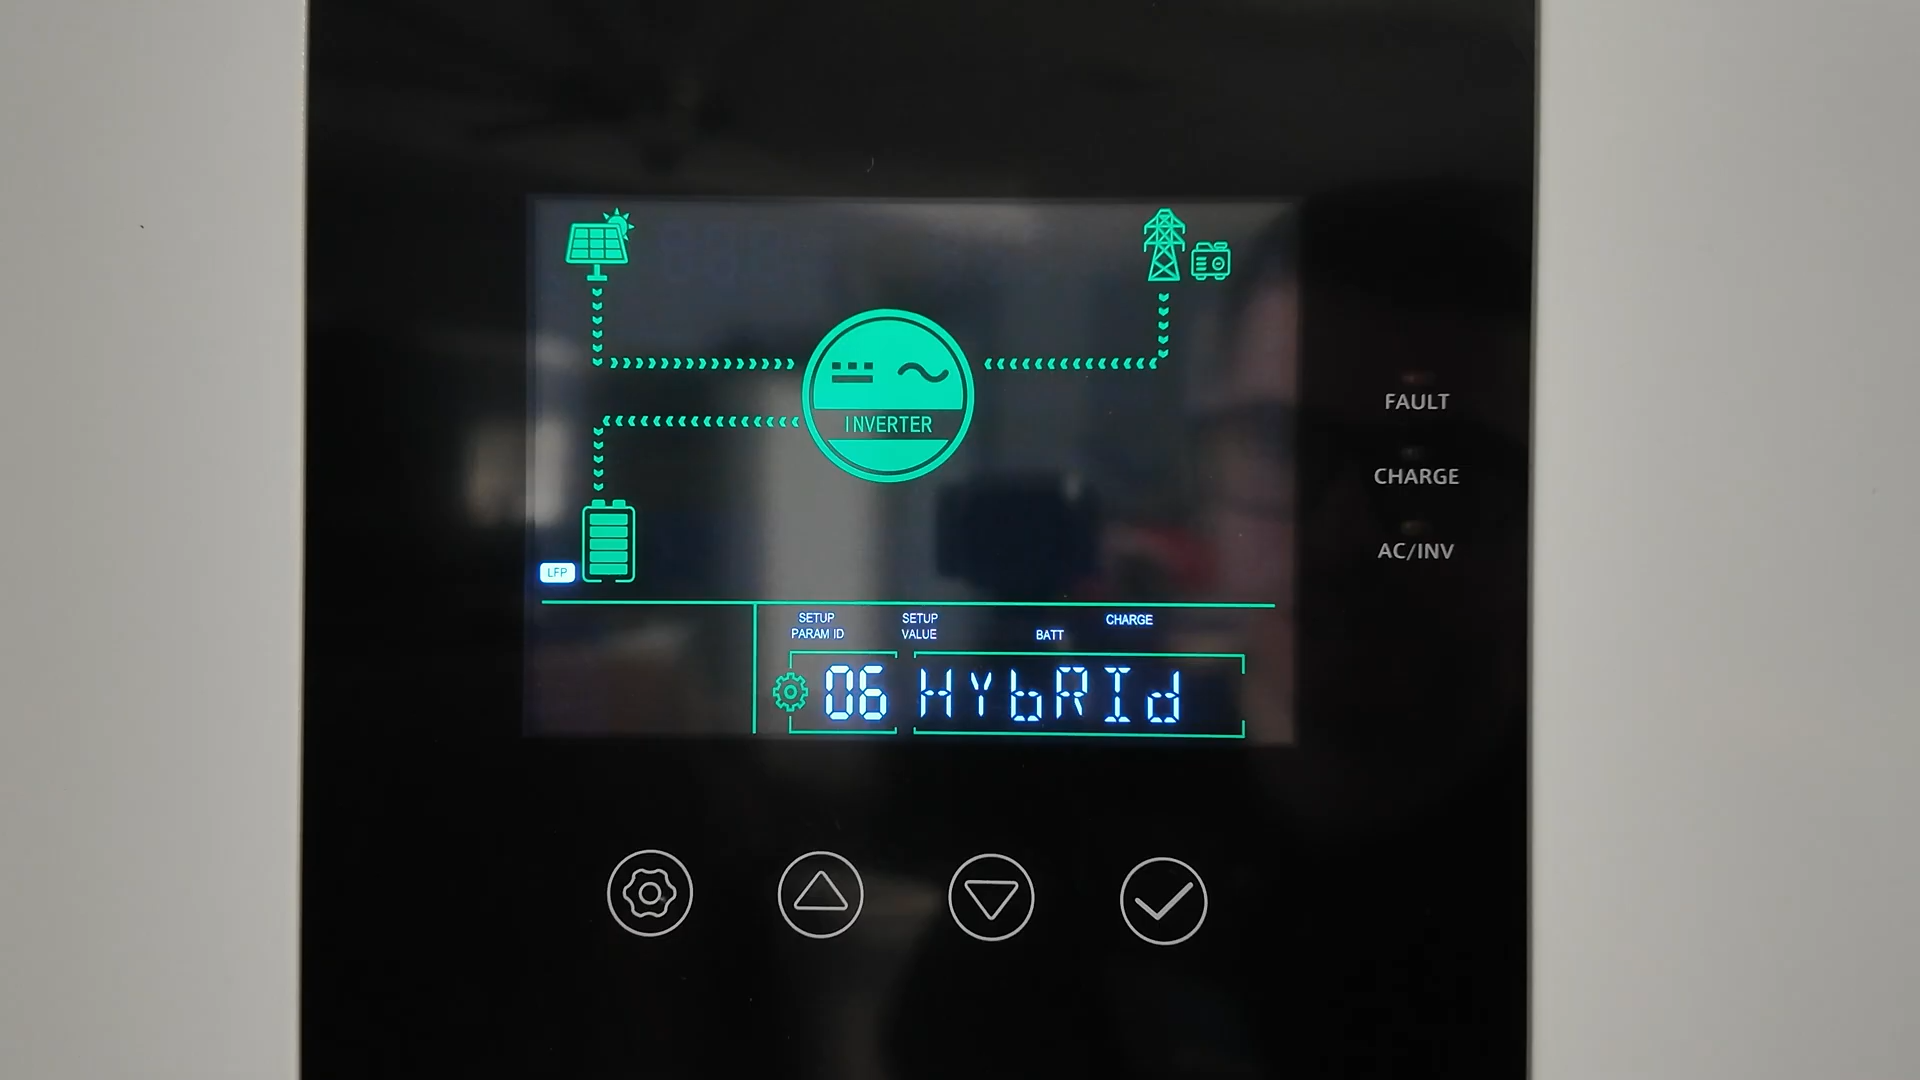 INVERTER
FAULT
CHARGE
AC/INV
LFP
SETUP PARAM ID
SETUP VALUE
BATT
CHARGE
06 HYbRId